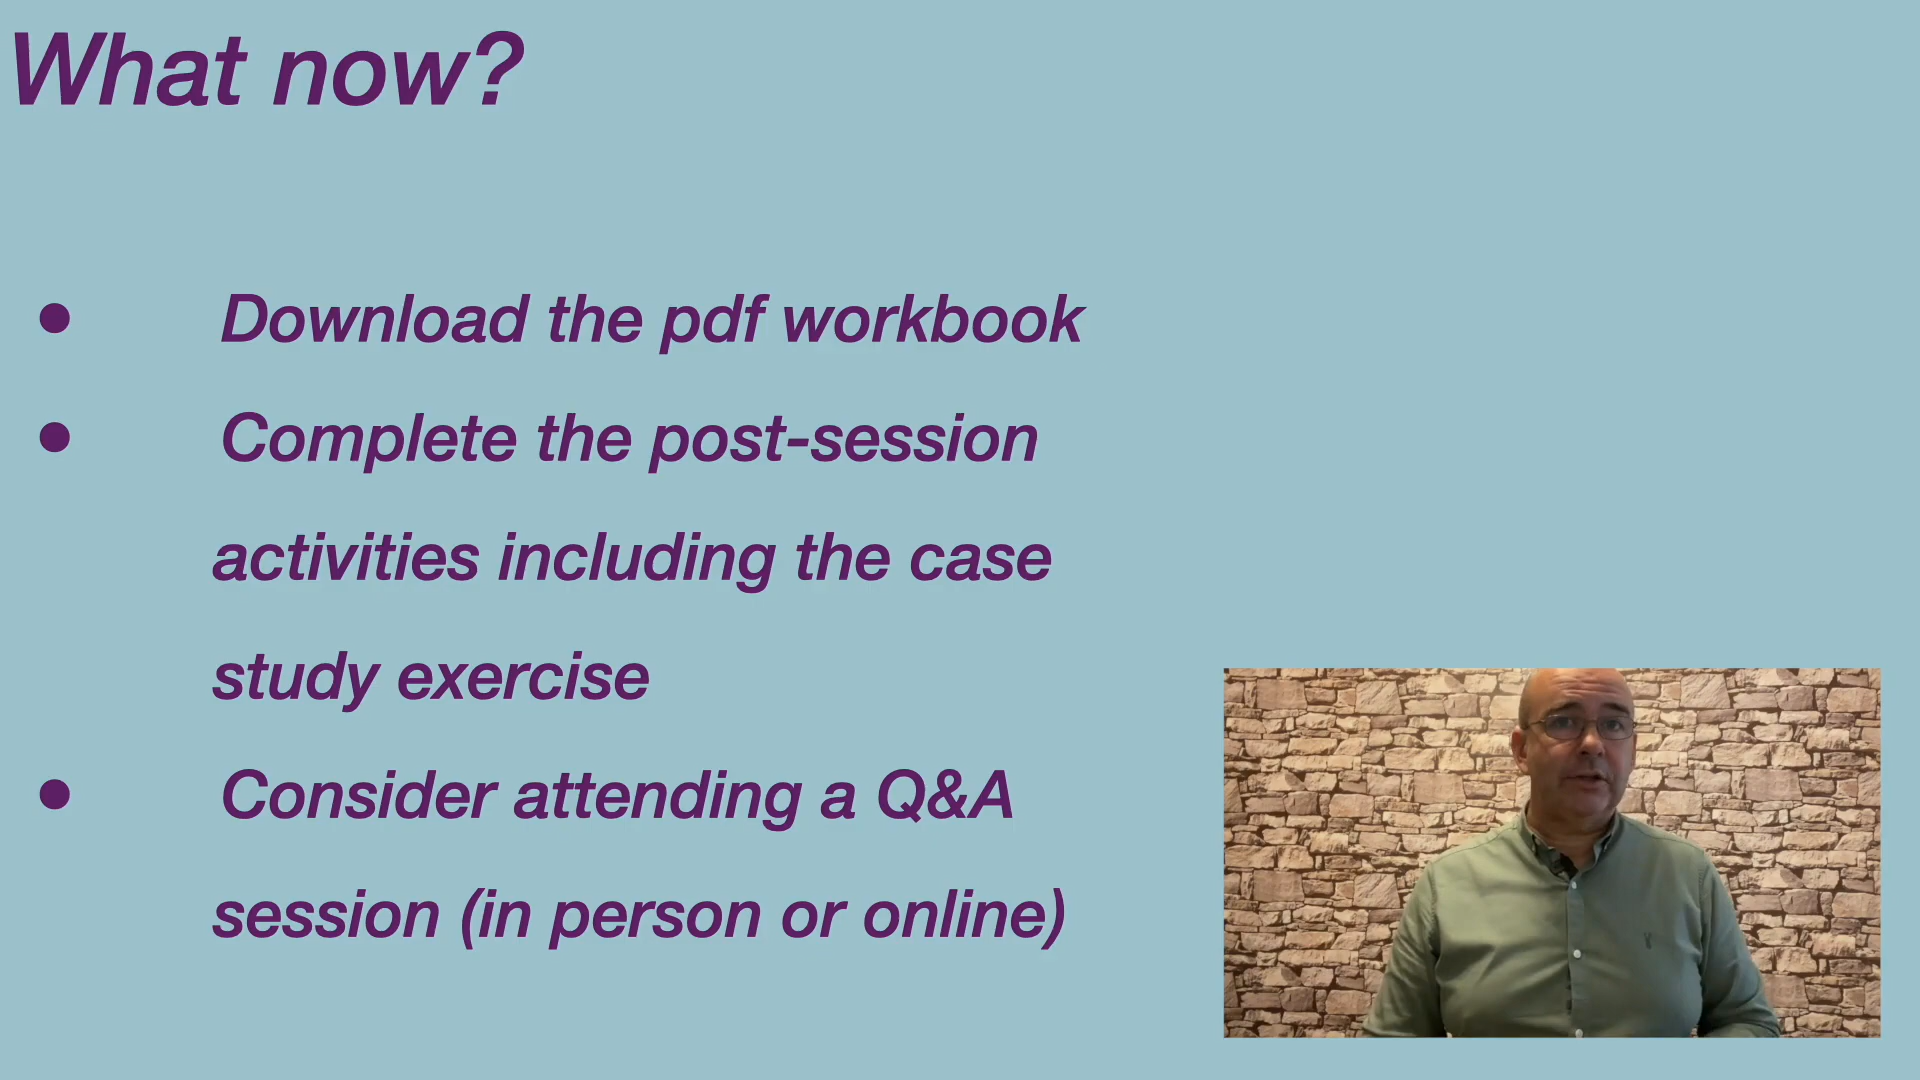 What now?
• Download the pdf workbook
• Complete the post-session
activities including the case
study exercise
• Consider attending a Q&A
session (in person or online)